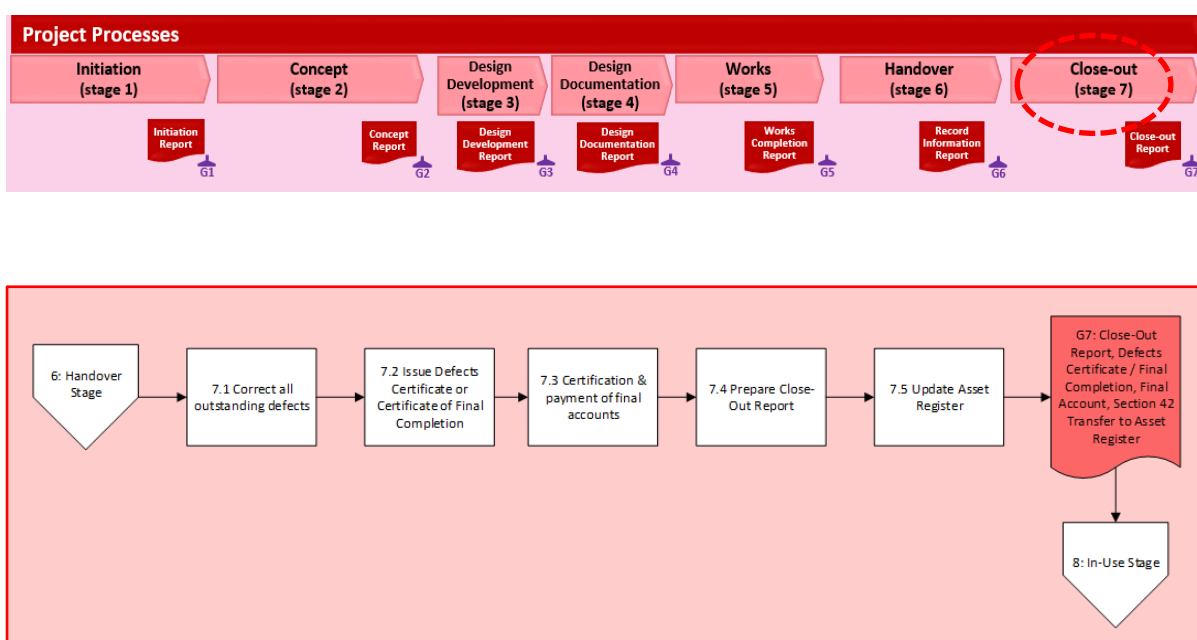 Project Processes
Initiation
(stage 1)
Concept
(stage 2)
Design
Development
(stage 3)
Design
Documentation
(stage 4)
Works
(stage 5)
Handover
(stage 6)
Close-out
(stage 7)
Initiation
Report
G1
Concept
Report
G2
Design
Development
Report
G3
Design
Documentation
Report
G4
Works
Completion
Report
G5
Record
Information
Report
G6
Close-out
Report
G7
6: Handover
Stage
7.1 Correct all
outstanding defects
7.2 Issue Defects
Certificate or
Certificate of Final
Completion
7.3 Certification &
payment of final
accounts
7.4 Prepare Close-
Out Report
7.5 Update Asset
Register
G7: Close-Out
Report, Defects
Certificate / Final
Completion, Final
Account, Section 42
Transfer to Asset
Register
8: In-Use Stage